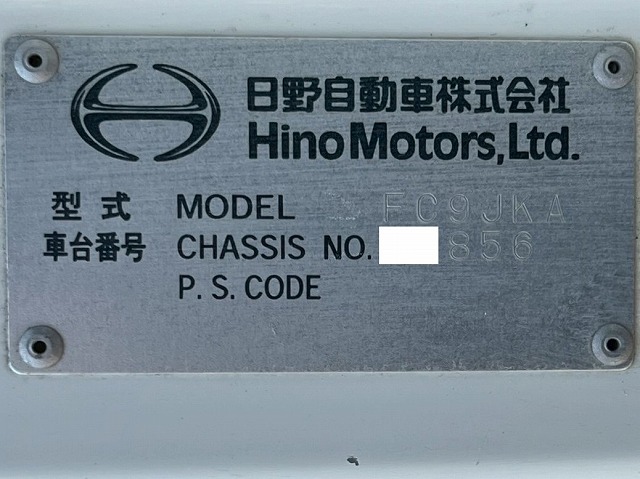 日野自動車株式会社
Hino Motors, Ltd.
型式 MODEL FC9JKA
車台番号 CHASSIS NO. 856
P. S. CODE